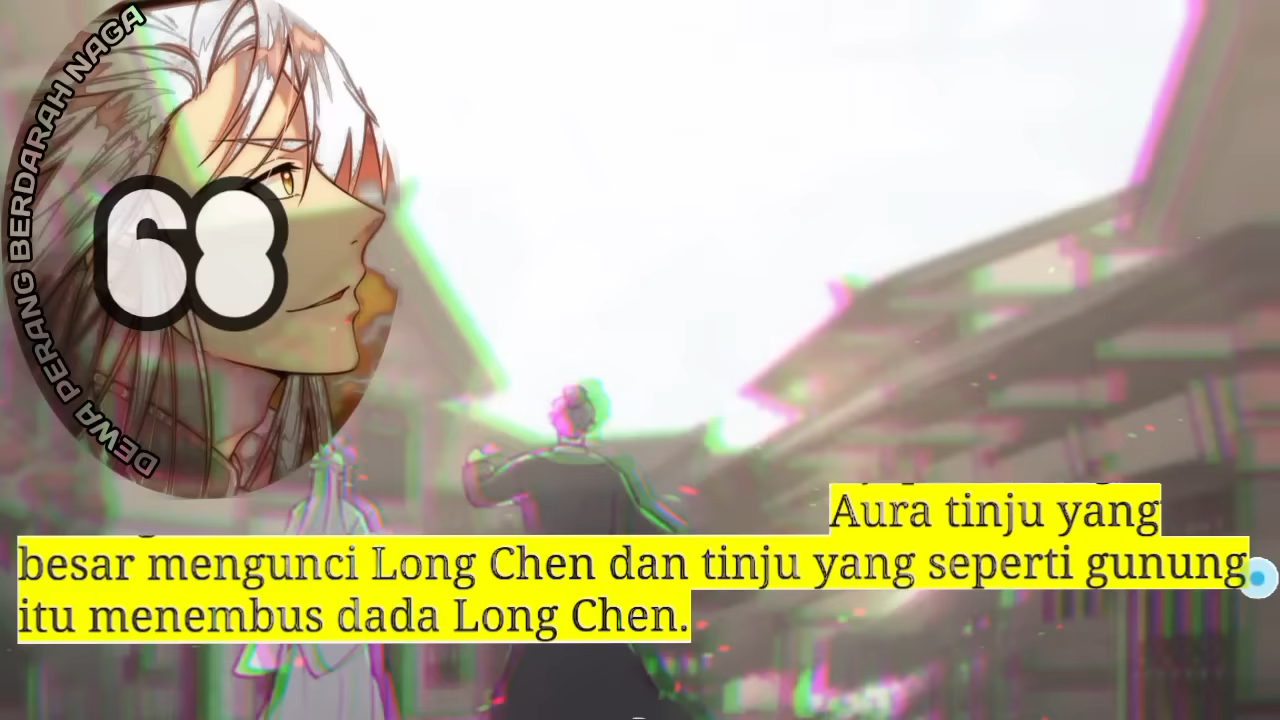 DEWA PERANG BERDARAH NAGA
68
Aura tinju yang
besar mengunci Long Chen dan tinju yang seperti gunung
itu menembus dada Long Chen.